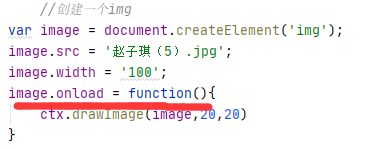 //创建一个img
var image = document.createElement('img');
image.src = '赵子琪（5）.jpg';
image.width = '100';
image.onload = function(){
ctx.drawImage(image,20,20)
}